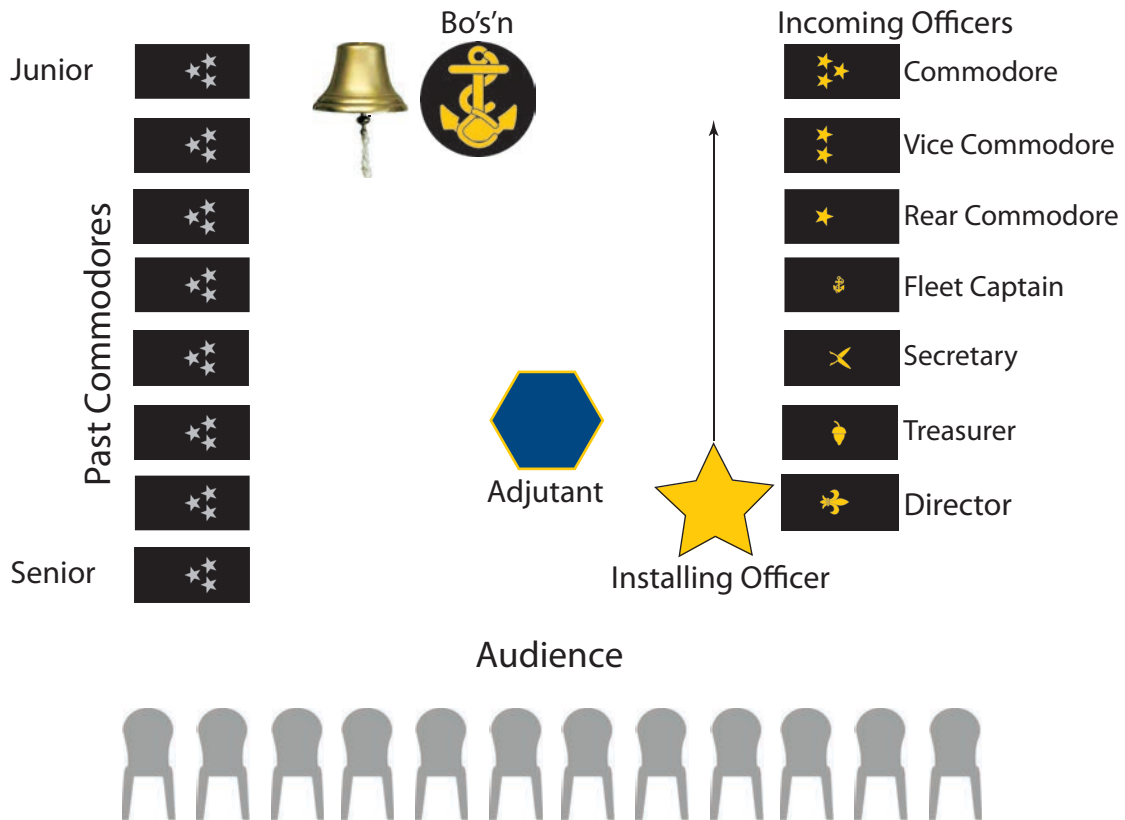 Bo's'n
Incoming Officers
Junior
Commodore
Vice Commodore
Past Commodores
Rear Commodore
Fleet Captain
Secretary
Treasurer
Adjutant
Director
Senior
Installing Officer
Audience